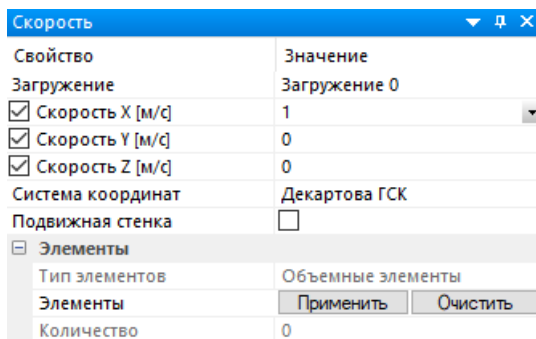 Скорость
Свойство Значение
Загружение Загружение 0
Скорость X [м/с] 1
Скорость Y [м/с] 0
Скорость Z [м/с] 0
Система координат Декартова ГСК
Подвижная стенка
Элементы
Тип элементов Объемные элементы
Элементы Применить Очистить
Количество 0